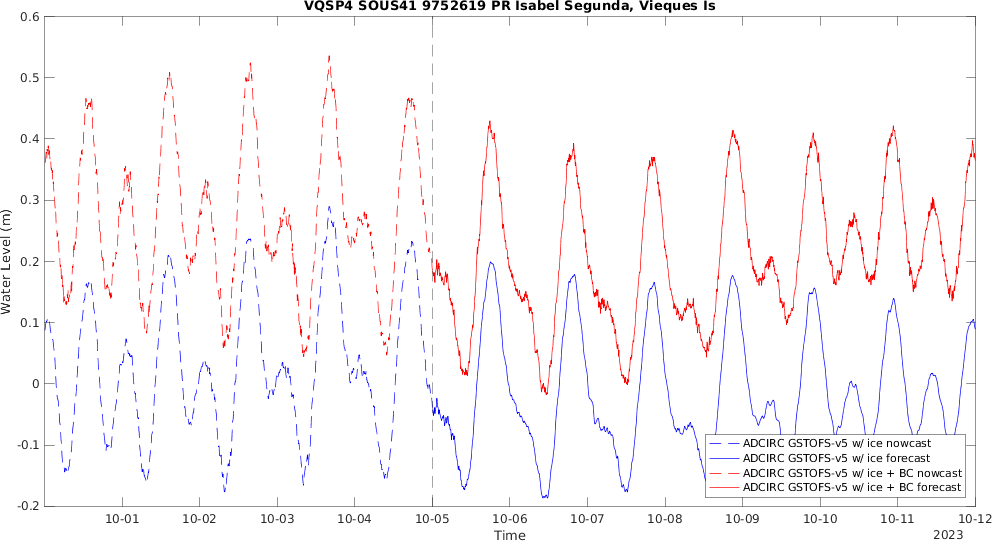 VQSP4 SOUS41 9752619 PR Isabel Segunda, Vieques Is
0.6
0.5
0.4
0.3
0.2
0.1
0
-0.1
-0.2
Water Level (m)
10-01 10-02 10-03 10-04 10-05 10-06 10-07 10-08 10-09 10-10 10-11 10-12
Time
2023
ADCIRC GSTOFS-v5 w/ ice nowcast
ADCIRC GSTOFS-v5 w/ ice forecast
ADCIRC GSTOFS-v5 w/ ice + BC nowcast
ADCIRC GSTOFS-v5 w/ ice + BC forecast